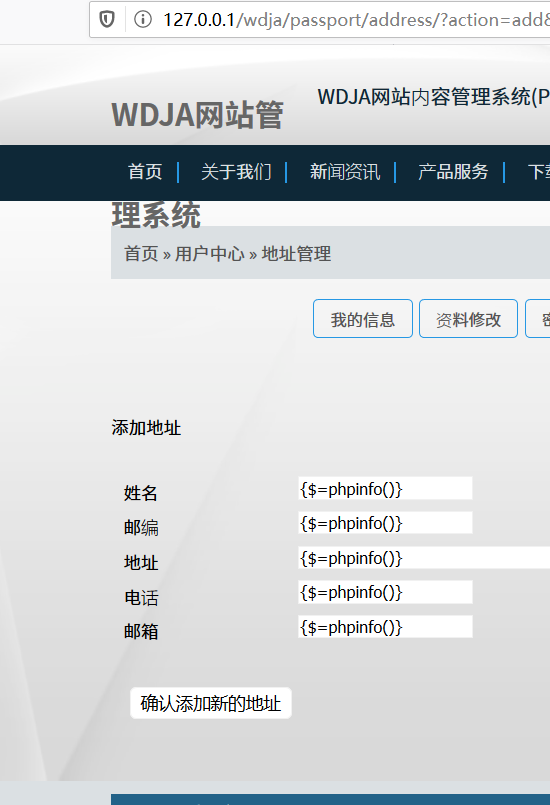 127.0.0.1/wdja/passport/address/?action=add&
WDJA网站管
WDJA网站内容管理系统(P
首页 关于我们 新闻资讯 产品服务 下载
理系统
首页 » 用户中心 » 地址管理
我的信息 资料修改
添加地址
姓名 {$=phpinfo()}
邮编 {$=phpinfo()}
地址 {$=phpinfo()}
电话 {$=phpinfo()}
邮箱 {$=phpinfo()}
确认添加新的地址